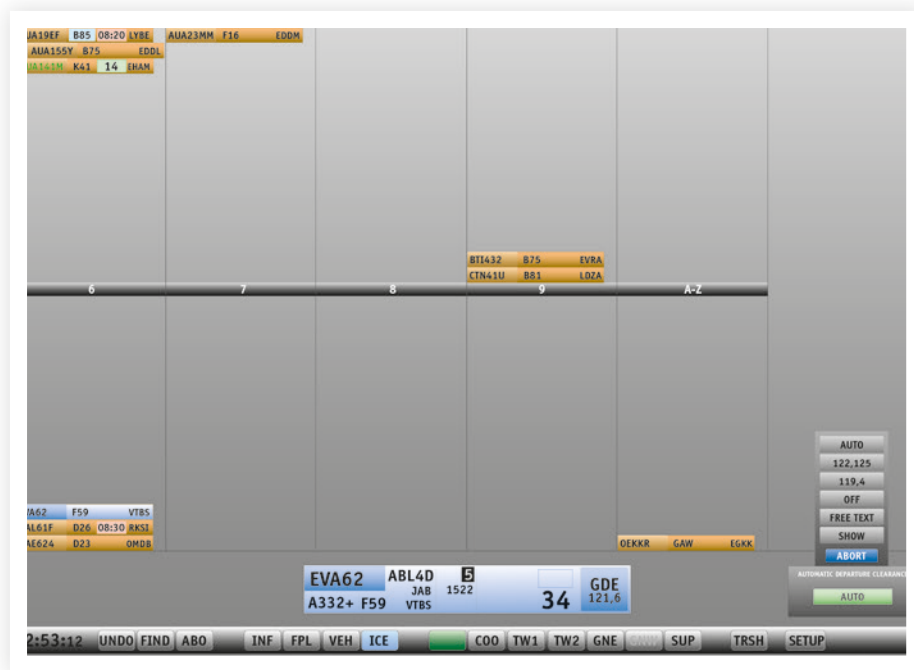 UA19EF B85 08:20 LYBE AUA23MM F16 EDDM
AUA155Y B75 EDDL
UA141M K41 14 EHAM
BTI432 B75 EVRA
CTN41U B81 LDZA
6 7 8 9 A-Z
AUTO
122,125
119,4
OFF
FREE TEXT
SHOW
ABORT
VA62 F59 VTBS
AL61F D26 08:30 RKSI
AE624 D23 OMDB
OEKKR GAW EGKK
EVA62 ABL4D 5
JAB 1522
A332+ F59 VTBS 34 GDE
121,6
AUTOMATIC DEPARTURE CLEARANCE
AUTO
2:53:12 UNDO FIND ABO INF FPL VEH ICE COO TW1 TW2 GNE SUP TRSH SETUP